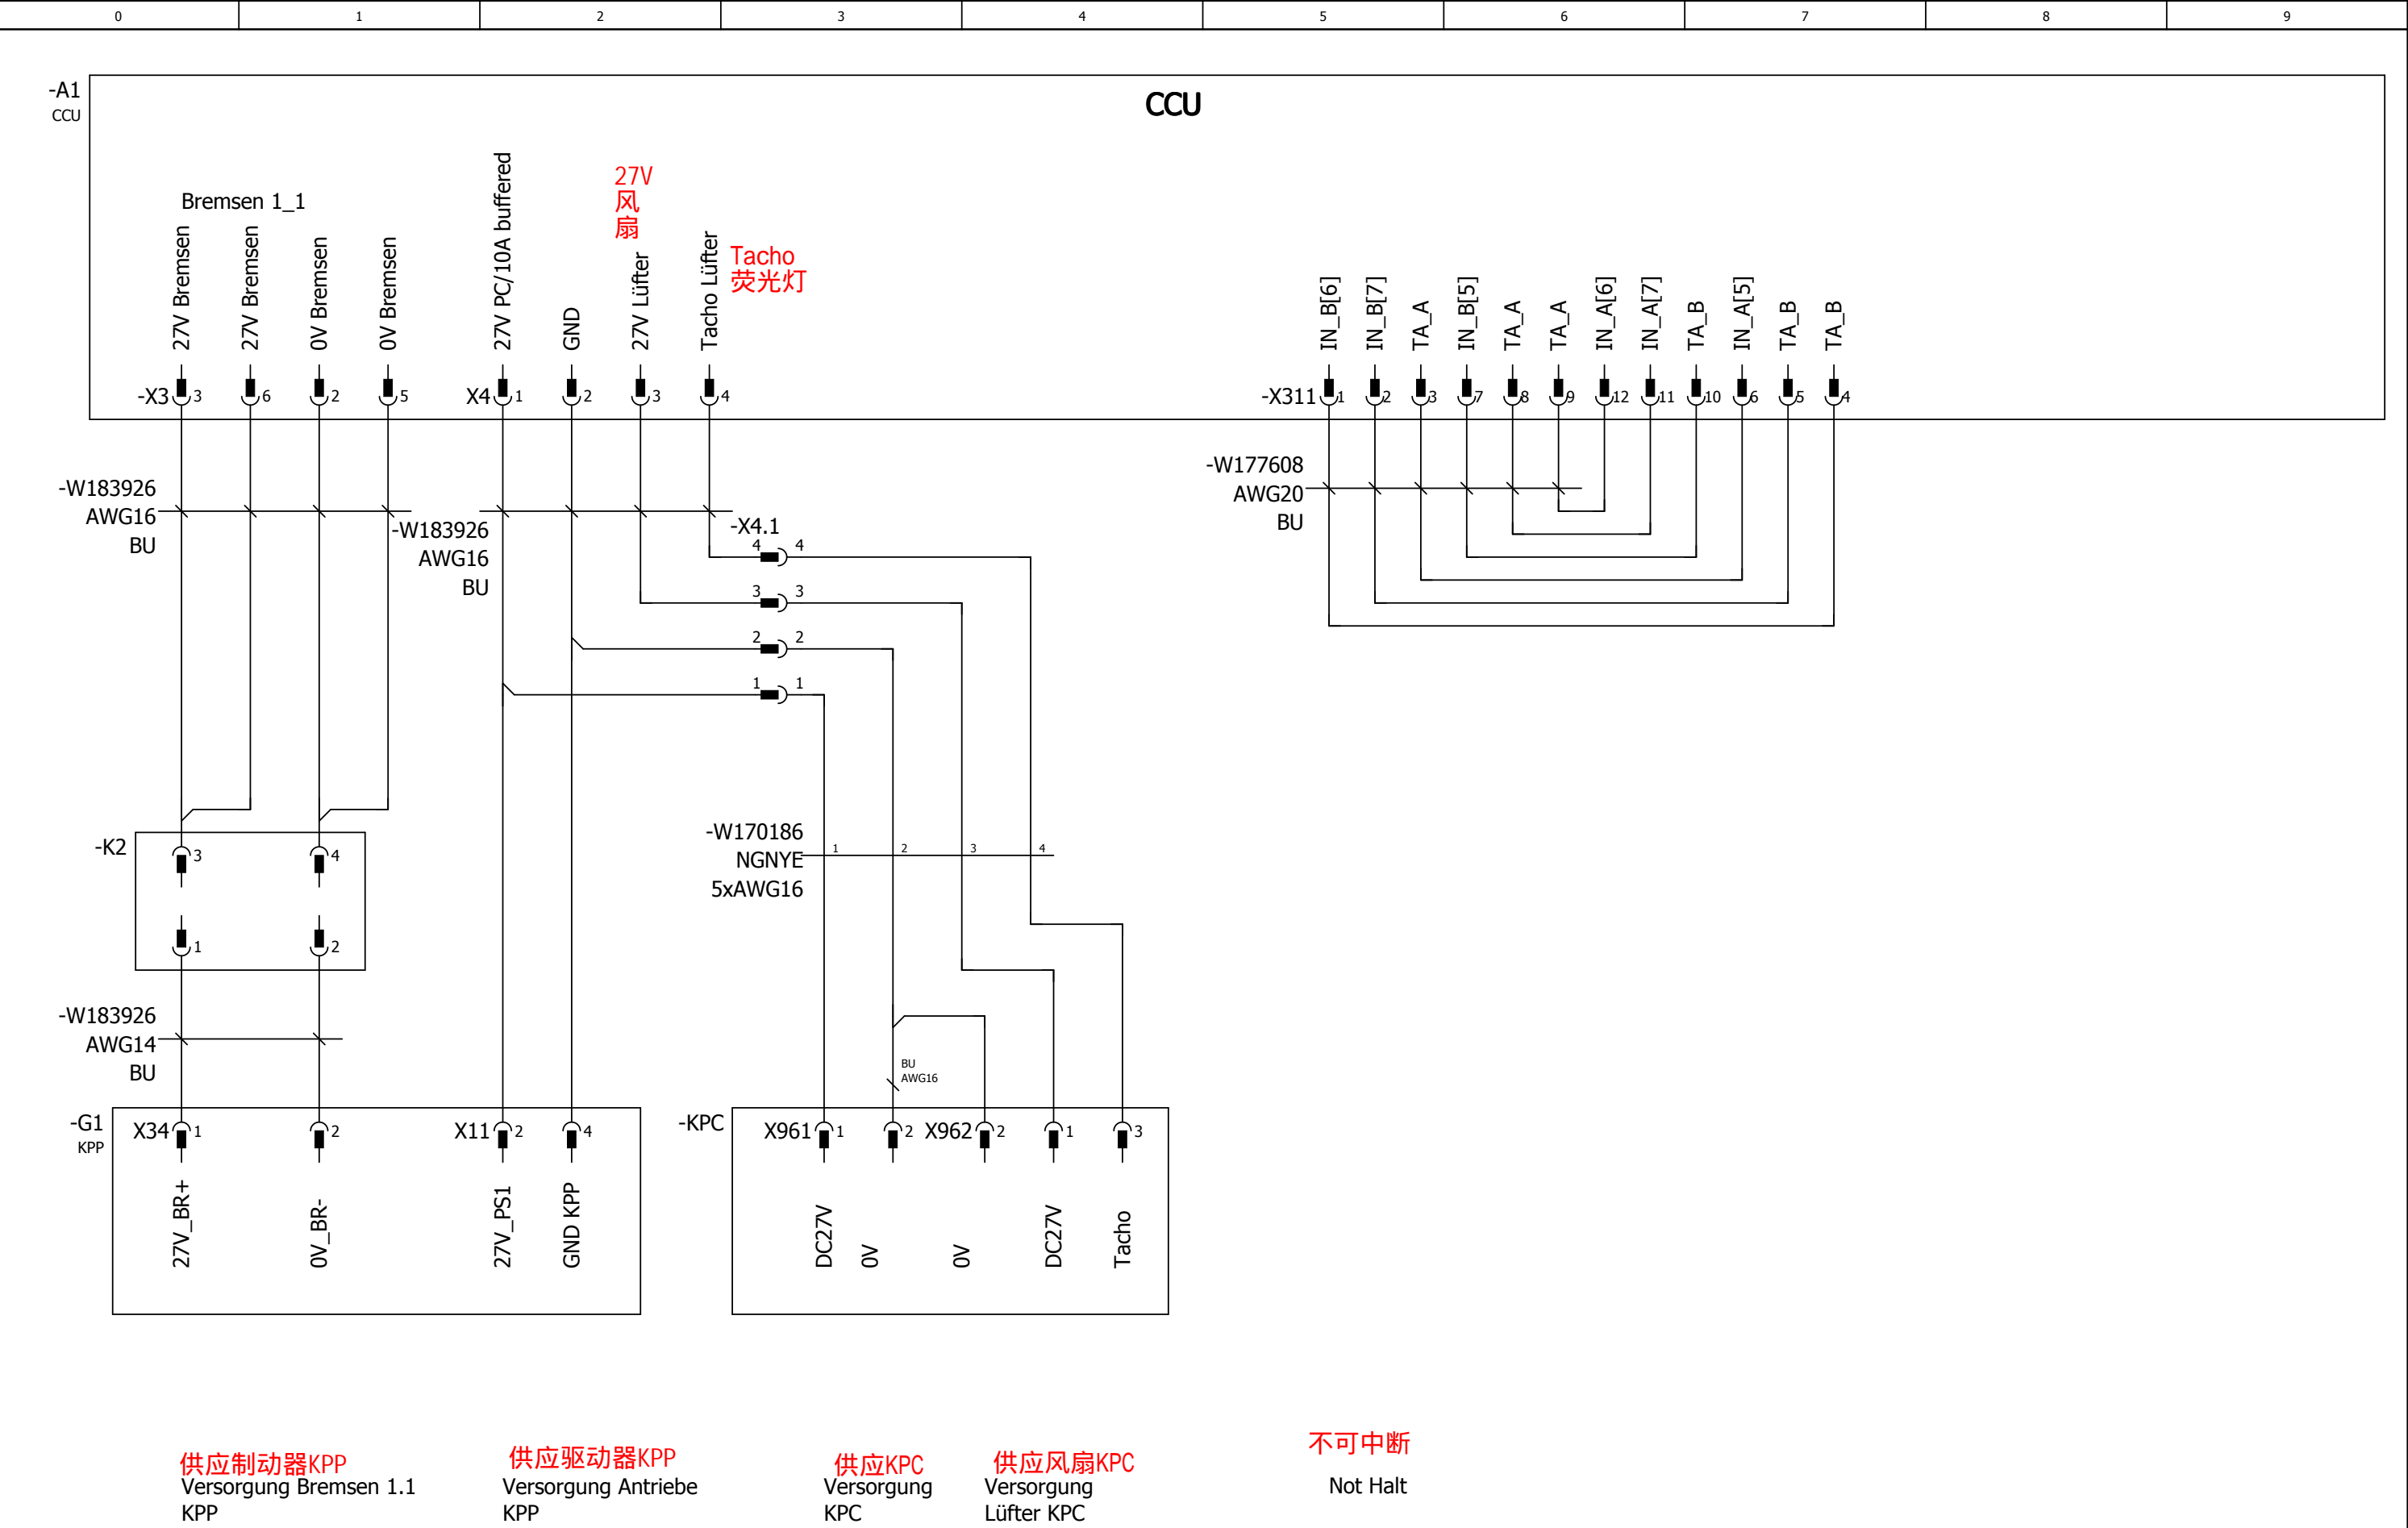 0 1 2 3 4 5 6 7 8 9
-A1
CCU
CCU
Bremsen 1_1
27V Bremsen
27V Bremsen
0V Bremsen
0V Bremsen
27V PC/10A buffered
GND
27V
风
扇
27V Lüfter
Tacho Lüfter
Tacho
荧光灯
IN_B[6]
IN_B[7]
TA_A
IN_B[5]
TA_A
TA_A
IN_A[6]
IN_A[7]
TA_B
IN_A[5]
TA_B
TA_B
-X3 3 6 2 5
X4 1 2 3 4
-X311 1 2 3 7 8 9 12 11 10 6 5 4
-W183926
AWG16
BU
-W183926
AWG16
BU
-W177608
AWG20
BU
-X4.1
4 4
3 3
2 2
1 1
-K2
3 4
1 2
-W170186
NGNYE
5xAWG16
1 2 3 4
-W183926
AWG14
BU
BU
AWG16
-G1
KPP
X34 1 2
X11 2 4
27V_BR+
0V_BR-
27V_PS1
GND KPP
-KPC
X961 1 2
X962 2 1 3
DC27V
0V
0V
DC27V
Tacho
供应制动器KPP
Versorgung Bremsen 1.1
KPP
供应驱动器KPP
Versorgung Antriebe
KPP
供应KPC
Versorgung
KPC
供应风扇KPC
Versorgung
Lüfter KPC
不可中断
Not Halt